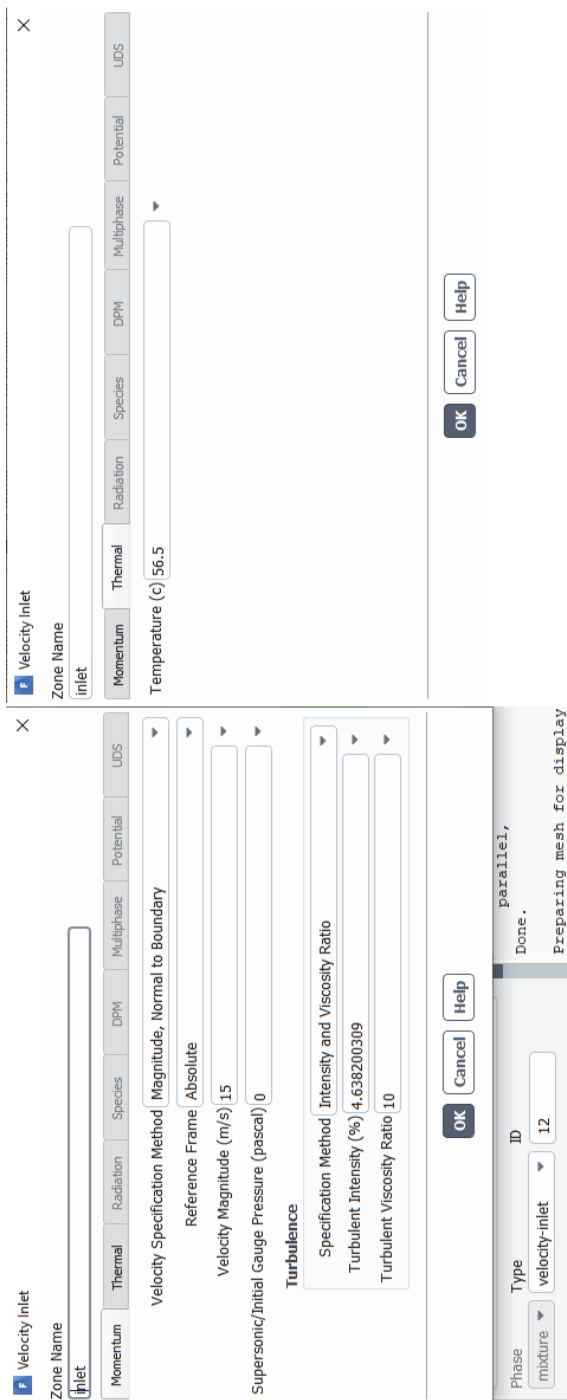 Velocity Inlet
Zone Name
inlet
Momentum Thermal Radiation Species DPM Multiphase Potential UDS
Velocity Specification Method Magnitude, Normal to Boundary
Reference Frame Absolute
Velocity Magnitude (m/s) 15
Supersonic/Initial Gauge Pressure (pascal) 0
Turbulence
Specification Method Intensity and Viscosity Ratio
Turbulent Intensity (%) 4.638200309
Turbulent Viscosity Ratio 10
OK Cancel Help
Phase Type ID
mixture velocity-inlet 12
parallel,
Done.
Preparing mesh for display
Velocity Inlet
Zone Name
inlet
Momentum Thermal Radiation Species DPM Multiphase Potential UDS
Temperature (c) 56.5
OK Cancel Help